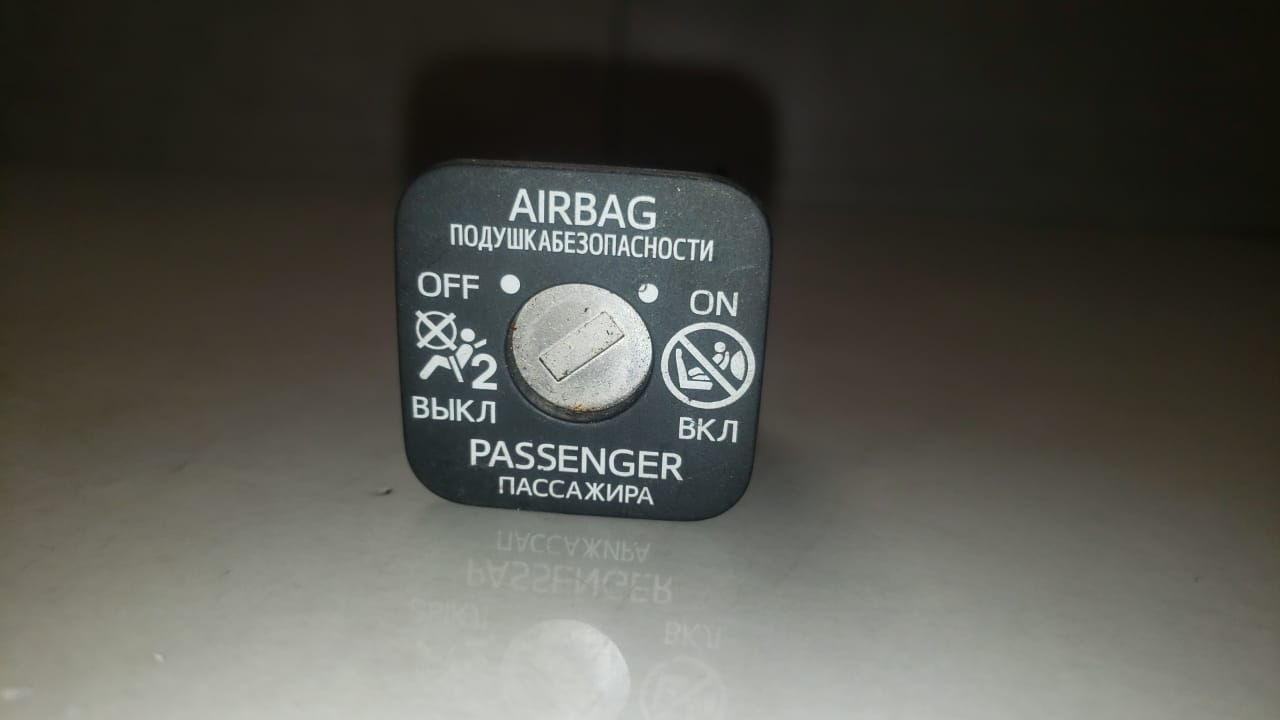 AIRBAG
ПОДУШКАБЕЗОПАСНОСТИ
OFF
ON
2
ВЫКЛ
ВКЛ
PASSENGER
ПАССАЖИРА